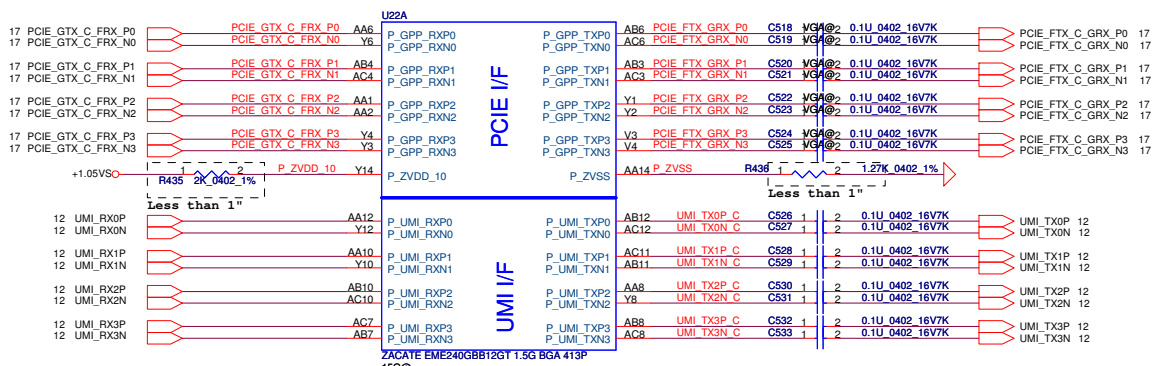 U22A
17 PCIE_GTX_C_FRX_P0 PCIE_GTX_C_FRX_P0 AA6 P_GPP_RXP0 P_GPP_TXP0 AB6 PCIE_FTX_GRX_P0 C518 1 VGA@ 2 0.1U_0402_16V7K PCIE_FTX_C_GRX_P0 17
17 PCIE_GTX_C_FRX_N0 PCIE_GTX_C_FRX_N0 Y6 P_GPP_RXN0 P_GPP_TXN0 AC6 PCIE_FTX_GRX_N0 C519 1 VGA@ 2 0.1U_0402_16V7K PCIE_FTX_C_GRX_N0 17
17 PCIE_GTX_C_FRX_P1 PCIE_GTX_C_FRX_P1 AB4 P_GPP_RXP1 P_GPP_TXP1 AB3 PCIE_FTX_GRX_P1 C520 1 VGA@ 2 0.1U_0402_16V7K PCIE_FTX_C_GRX_P1 17
17 PCIE_GTX_C_FRX_N1 PCIE_GTX_C_FRX_N1 AC4 P_GPP_RXN1 P_GPP_TXN1 AC3 PCIE_FTX_GRX_N1 C521 1 VGA@ 2 0.1U_0402_16V7K PCIE_FTX_C_GRX_N1 17
PCIE I/F
17 PCIE_GTX_C_FRX_P2 PCIE_GTX_C_FRX_P2 AA1 P_GPP_RXP2 P_GPP_TXP2 Y1 PCIE_FTX_GRX_P2 C522 1 VGA@ 2 0.1U_0402_16V7K PCIE_FTX_C_GRX_P2 17
17 PCIE_GTX_C_FRX_N2 PCIE_GTX_C_FRX_N2 AA2 P_GPP_RXN2 P_GPP_TXN2 Y2 PCIE_FTX_GRX_N2 C523 1 VGA@ 2 0.1U_0402_16V7K PCIE_FTX_C_GRX_N2 17
17 PCIE_GTX_C_FRX_P3 PCIE_GTX_C_FRX_P3 Y4 P_GPP_RXP3 P_GPP_TXP3 V3 PCIE_FTX_GRX_P3 C524 1 VGA@ 2 0.1U_0402_16V7K PCIE_FTX_C_GRX_P3 17
17 PCIE_GTX_C_FRX_N3 PCIE_GTX_C_FRX_N3 Y3 P_GPP_RXN3 P_GPP_TXN3 V4 PCIE_FTX_GRX_N3 C525 1 VGA@ 2 0.1U_0402_16V7K PCIE_FTX_C_GRX_N3 17
+1.05VS 1 2 P_ZVDD_10 Y14 P_ZVDD_10 P_ZVSS AA14 P_ZVSS R436 1 2 1.27K_0402_1%
R435 2K_0402_1%
Less than 1" Less than 1"
12 UMI_RX0P AA12 P_UMI_RXP0 P_UMI_TXP0 AB12 UMI_TX0P_C C526 1 2 0.1U_0402_16V7K UMI_TX0P 12
12 UMI_RX0N Y12 P_UMI_RXN0 P_UMI_TXN0 AC12 UMI_TX0N_C C527 1 2 0.1U_0402_16V7K UMI_TX0N 12
12 UMI_RX1P AA10 P_UMI_RXP1 P_UMI_TXP1 AC11 UMI_TX1P_C C528 1 2 0.1U_0402_16V7K UMI_TX1P 12
12 UMI_RX1N Y10 P_UMI_RXN1 P_UMI_TXN1 AB11 UMI_TX1N_C C529 1 2 0.1U_0402_16V7K UMI_TX1N 12
UMI I/F
12 UMI_RX2P AB10 P_UMI_RXP2 P_UMI_TXP2 AA8 UMI_TX2P_C C530 1 2 0.1U_0402_16V7K UMI_TX2P 12
12 UMI_RX2N AC10 P_UMI_RXN2 P_UMI_TXN2 Y8 UMI_TX2N_C C531 1 2 0.1U_0402_16V7K UMI_TX2N 12
12 UMI_RX3P AC7 P_UMI_RXP3 P_UMI_TXP3 AB8 UMI_TX3P_C C532 1 2 0.1U_0402_16V7K UMI_TX3P 12
12 UMI_RX3N AB7 P_UMI_RXN3 P_UMI_TXN3 AC8 UMI_TX3N_C C533 1 2 0.1U_0402_16V7K UMI_TX3N 12
ZACATE EME240GBB12GT 1.5G BGA 413P